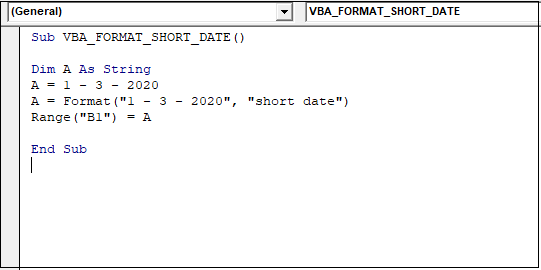 (General) VBA_FORMAT_SHORT_DATE
Sub VBA_FORMAT_SHORT_DATE()
Dim A As String
A = 1 - 3 - 2020
A = Format("1 - 3 - 2020", "short date")
Range("B1") = A
End Sub